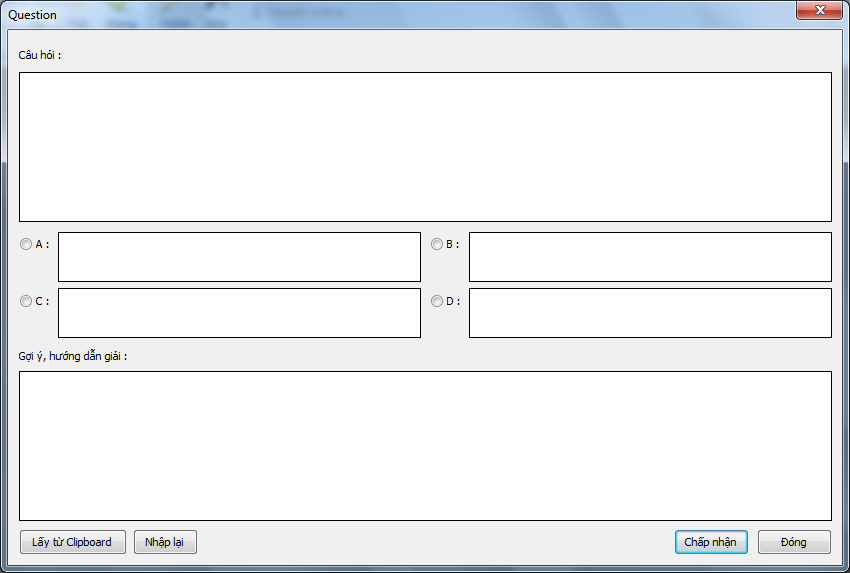 Question
Câu hỏi :
A :
B :
C :
D :
Gợi ý, hướng dẫn giải :
Lấy từ Clipboard
Nhập lại
Chấp nhận
Đóng